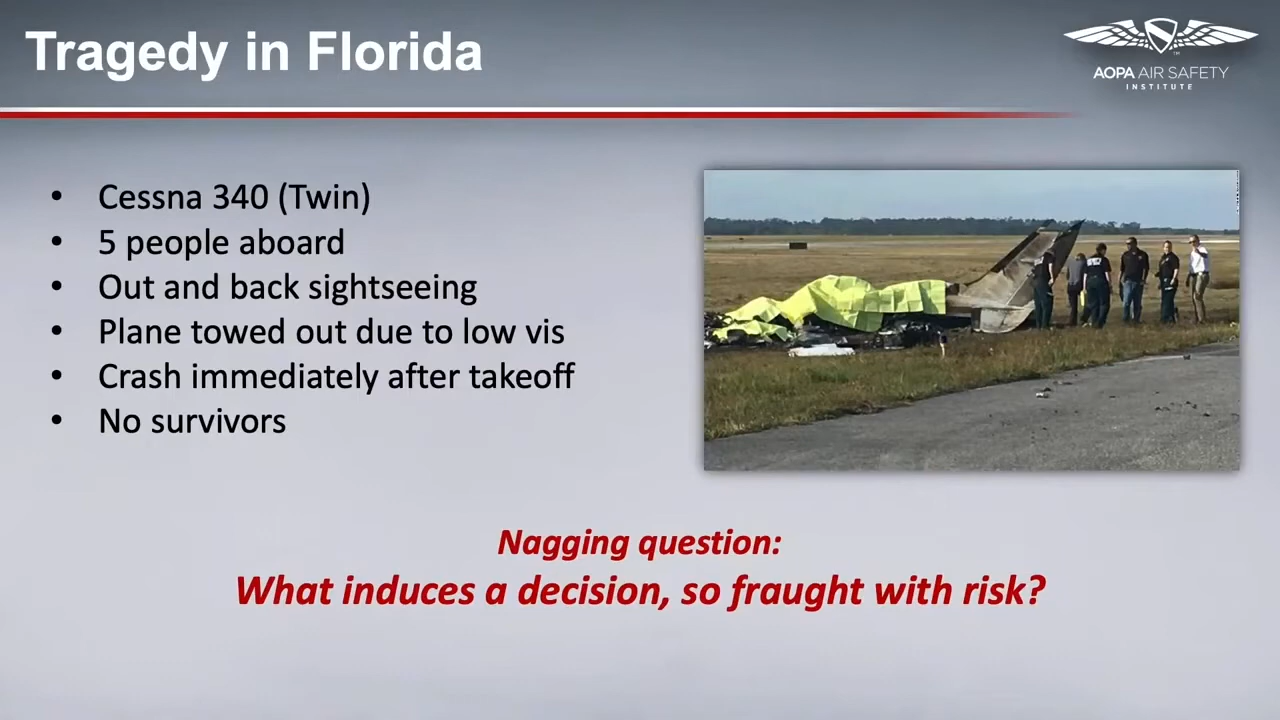 Tragedy in Florida
AOPA AIR SAFETY
INSTITUTE
• Cessna 340 (Twin)
• 5 people aboard
• Out and back sightseeing
• Plane towed out due to low vis
• Crash immediately after takeoff
• No survivors
Nagging question:
What induces a decision, so fraught with risk?